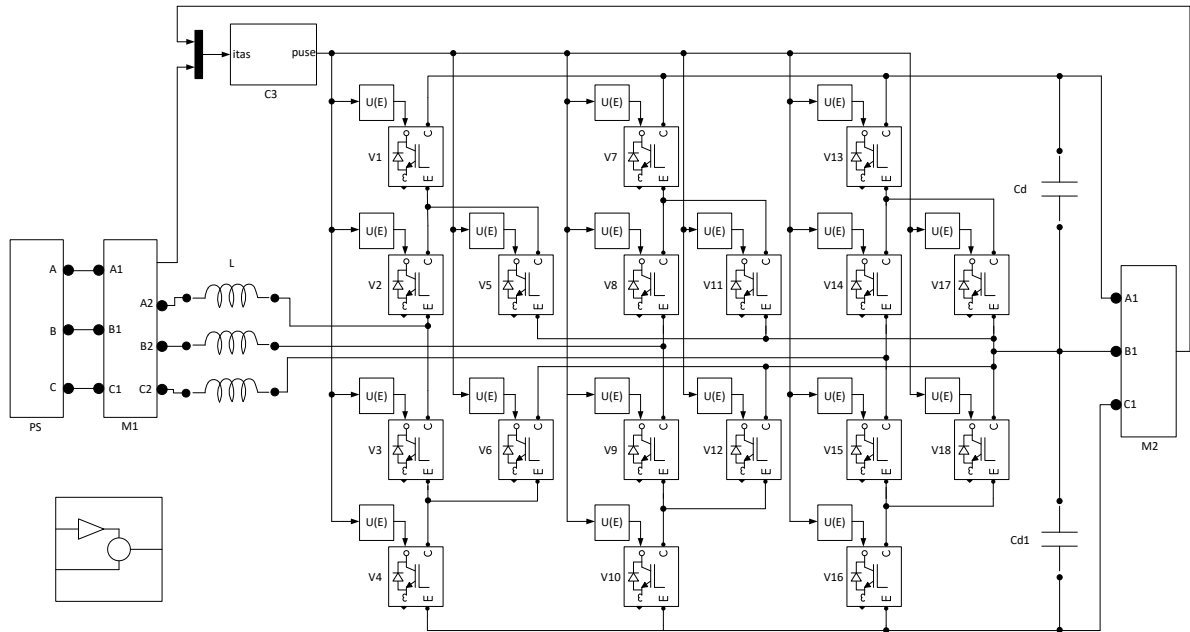 itas puse
C3
U(E) U(E) U(E)
C C C
V1 V7 V13
E E E
U(E) U(E) U(E) U(E) U(E) U(E)
C C C C C C
V2 V5 V8 V11 V14 V17
E E E E E E
Cd
L
A A1
A2
B B1
B2
C C1
C2
PS M1
A1
B1
C1
M2
U(E) U(E) U(E) U(E) U(E) U(E)
C C C C C C
V3 V6 V9 V12 V15 V18
E E E E E E
U(E) U(E) U(E)
C C C
V4 V10 V16
E E E
Cd1